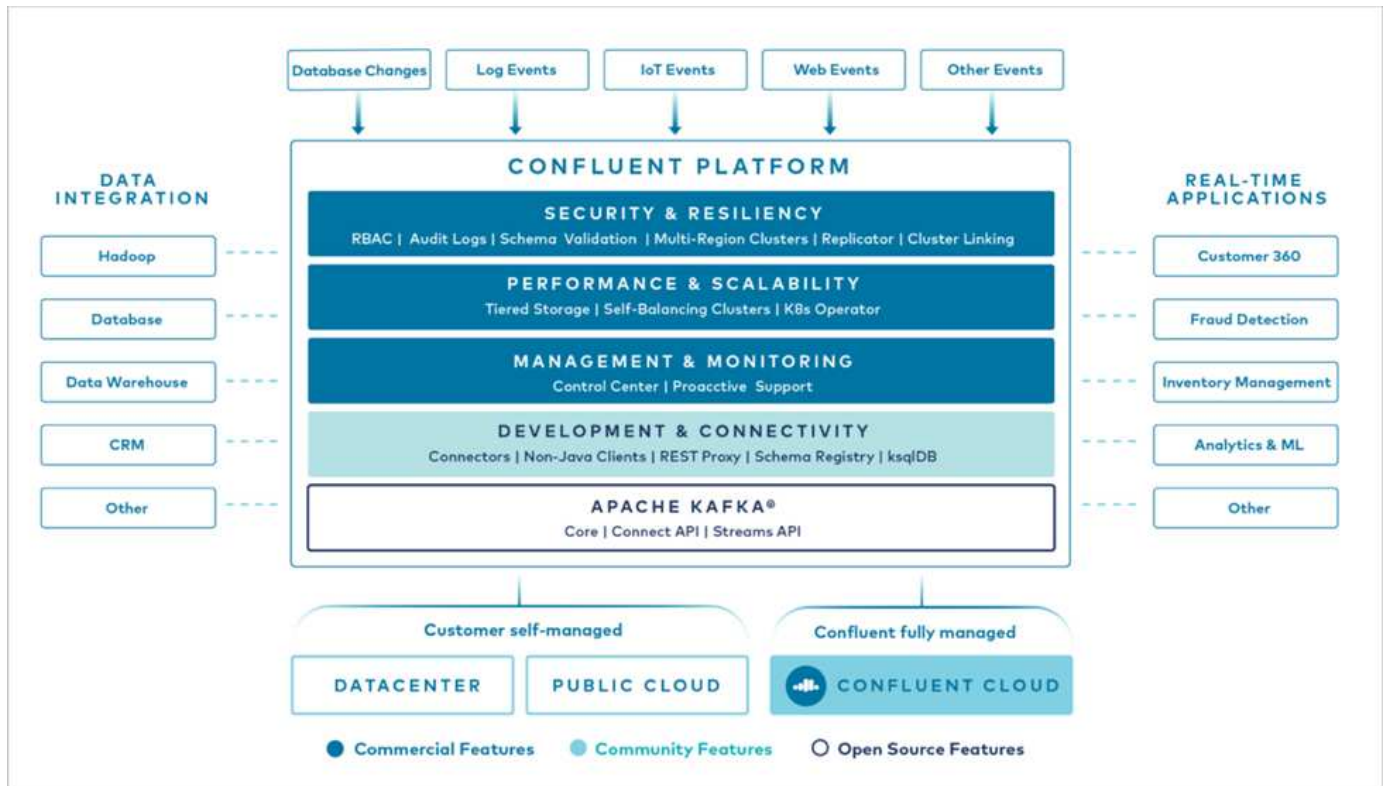 Database Changes
Log Events
IoT Events
Web Events
Other Events
CONFLUENT PLATFORM
DATA
INTEGRATION
Hadoop
Database
Data Warehouse
CRM
Other
SECURITY & RESILIENCY
RBAC | Audit Logs | Schema Validation | Multi-Region Clusters | Replicator | Cluster Linking
PERFORMANCE & SCALABILITY
Tiered Storage | Self-Balancing Clusters | K8s Operator
MANAGEMENT & MONITORING
Control Center | Proacctive Support
DEVELOPMENT & CONNECTIVITY
Connectors | Non-Java Clients | REST Proxy | Schema Registry | ksqlDB
APACHE KAFKA®
Core | Connect API | Streams API
REAL-TIME
APPLICATIONS
Customer 360
Fraud Detection
Inventory Management
Analytics & ML
Other
Customer self-managed
Confluent fully managed
DATACENTER
PUBLIC CLOUD
CONFLUENT CLOUD
Commercial Features
Community Features
Open Source Features